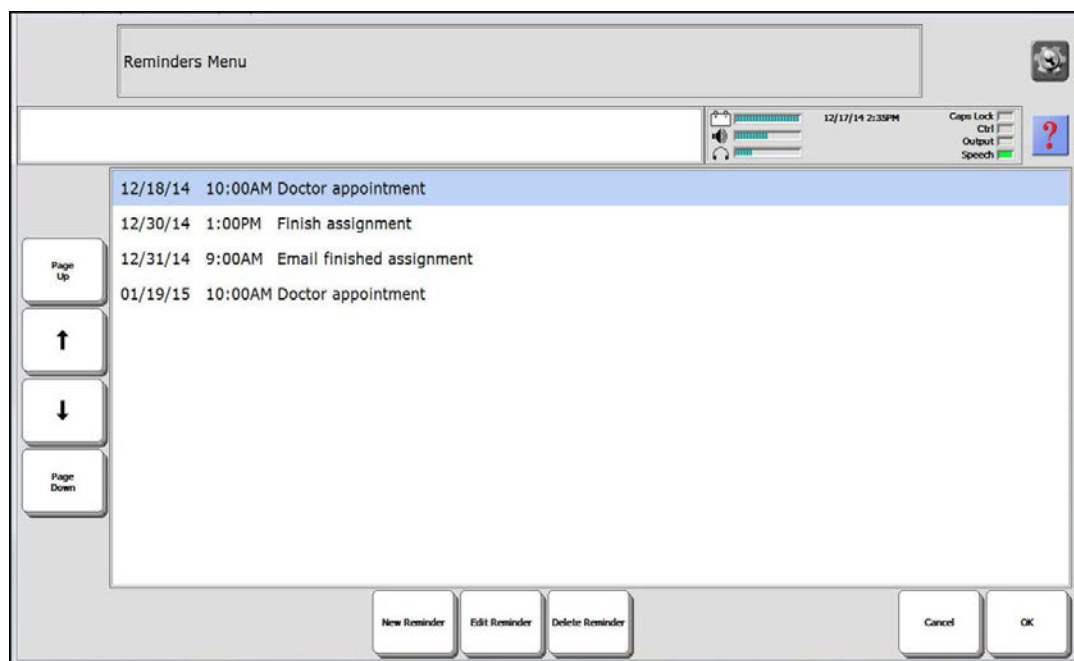 Reminders Menu
12/17/14 2:35PM
Caps Lock
Ctrl
Output
Speech
?
12/18/14 10:00AM Doctor appointment
12/30/14 1:00PM Finish assignment
12/31/14 9:00AM Email finished assignment
01/19/15 10:00AM Doctor appointment
Page
Up
↑
↓
Page
Down
New Reminder
Edit Reminder
Delete Reminder
Cancel
OK